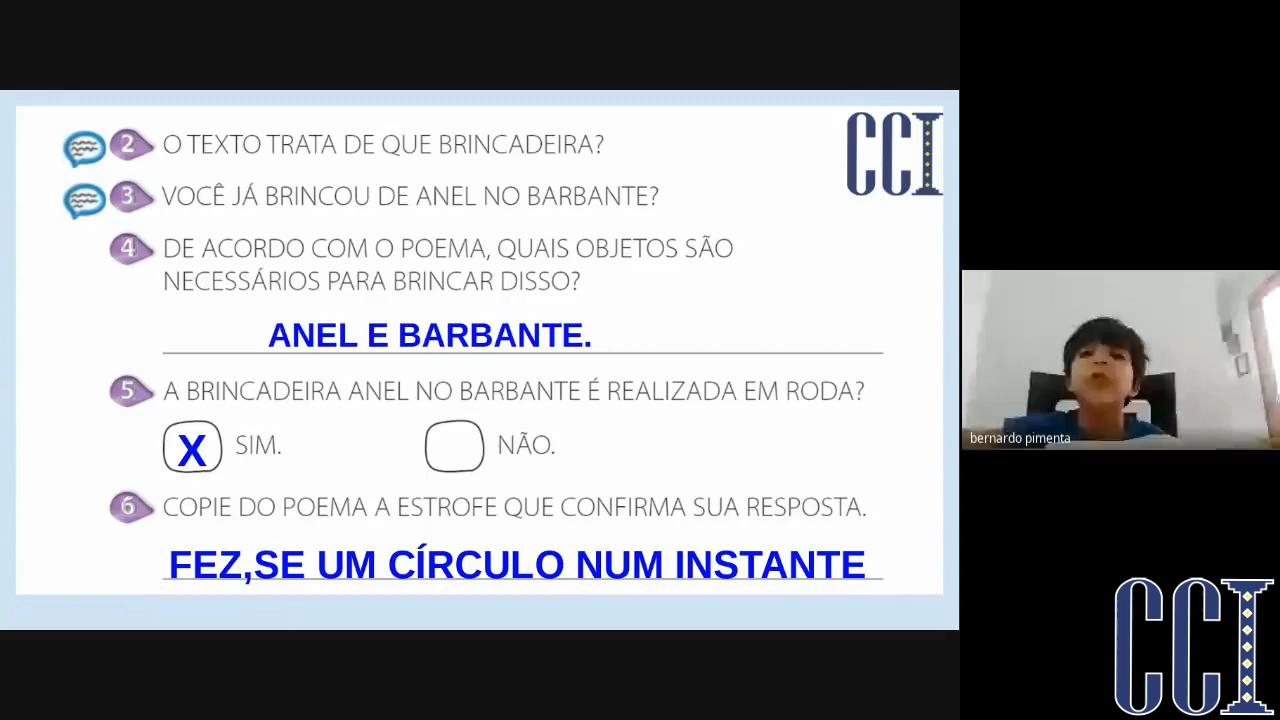 CCI
2 O TEXTO TRATA DE QUE BRINCADEIRA?
3 VOCÊ JÁ BRINCOU DE ANEL NO BARBANTE?
4 DE ACORDO COM O POEMA, QUAIS OBJETOS SÃO
NECESSÁRIOS PARA BRINCAR DISSO?
ANEL E BARBANTE.
5 A BRINCADEIRA ANEL NO BARBANTE É REALIZADA EM RODA?
X SIM. NÃO.
6 COPIE DO POEMA A ESTROFE QUE CONFIRMA SUA RESPOSTA.
FEZ,SE UM CÍRCULO NUM INSTANTE
bernardo pimenta
CCI